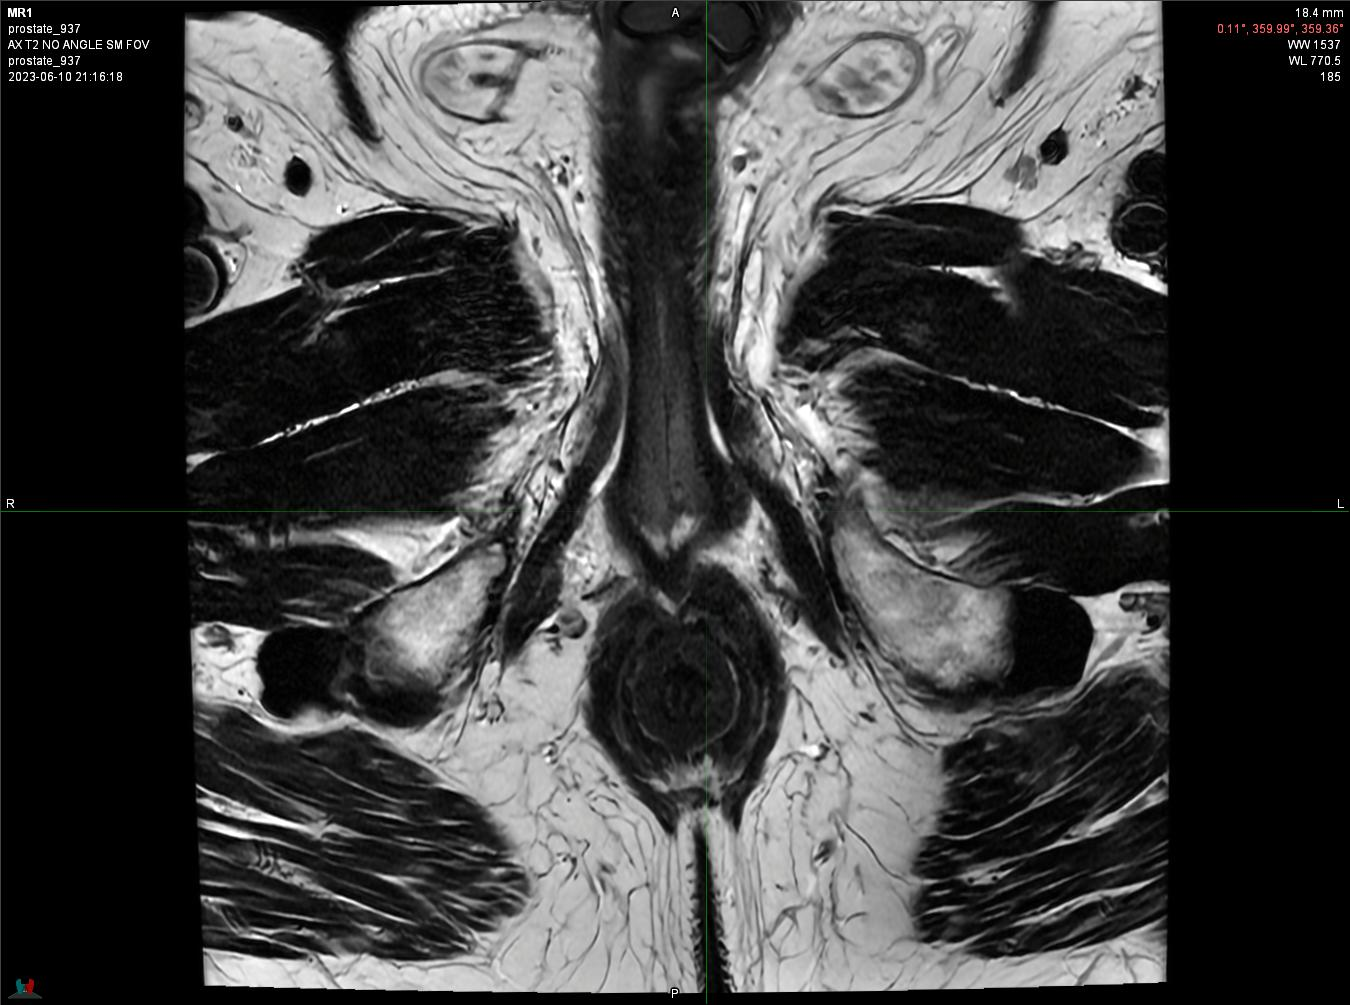 MR1
prostate_937
AX T2 NO ANGLE SM FOV
prostate_937
2023-06-10 21:16:18
18.4 mm
0.11°, 359.99°, 359.36°
WW 1537
WL 770.5
185
A
R
L
P